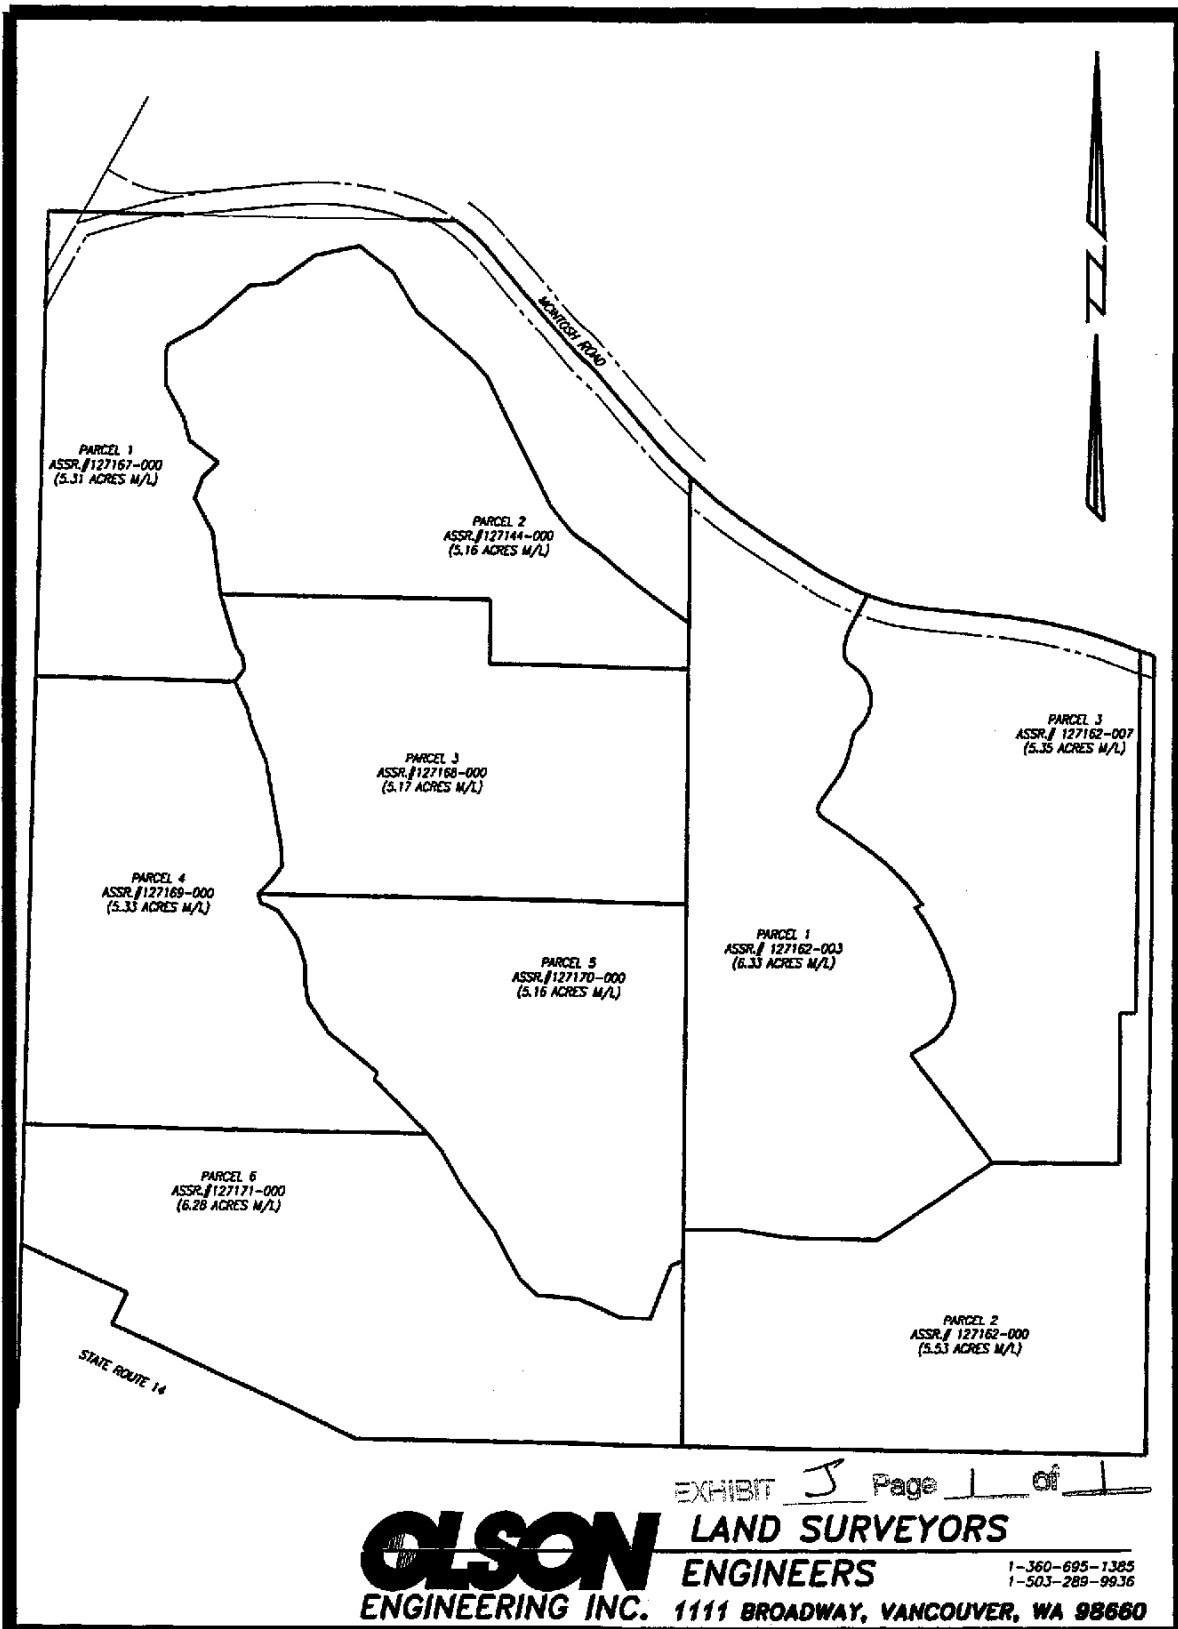 MCINTOSH ROAD
PARCEL 1
ASSR.#127167-000
(5.31 ACRES M/L)
PARCEL 2
ASSR.#127144-000
(5.16 ACRES M/L)
PARCEL 3
ASSR.# 127162-007
(5.35 ACRES M/L)
PARCEL 3
ASSR.#127168-000
(5.17 ACRES M/L)
PARCEL 4
ASSR.#127169-000
(5.33 ACRES M/L)
PARCEL 1
ASSR.# 127162-003
(6.33 ACRES M/L)
PARCEL 5
ASSR.#127170-000
(5.16 ACRES M/L)
PARCEL 6
ASSR.#127171-000
(6.28 ACRES M/L)
PARCEL 2
ASSR.# 127162-000
(5.53 ACRES M/L)
STATE ROUTE 14
N
EXHIBIT J Page 1 of 1
OLSON
ENGINEERING INC.
LAND SURVEYORS
ENGINEERS
1-360-695-1385
1-503-289-9936
1111 BROADWAY, VANCOUVER, WA 98660